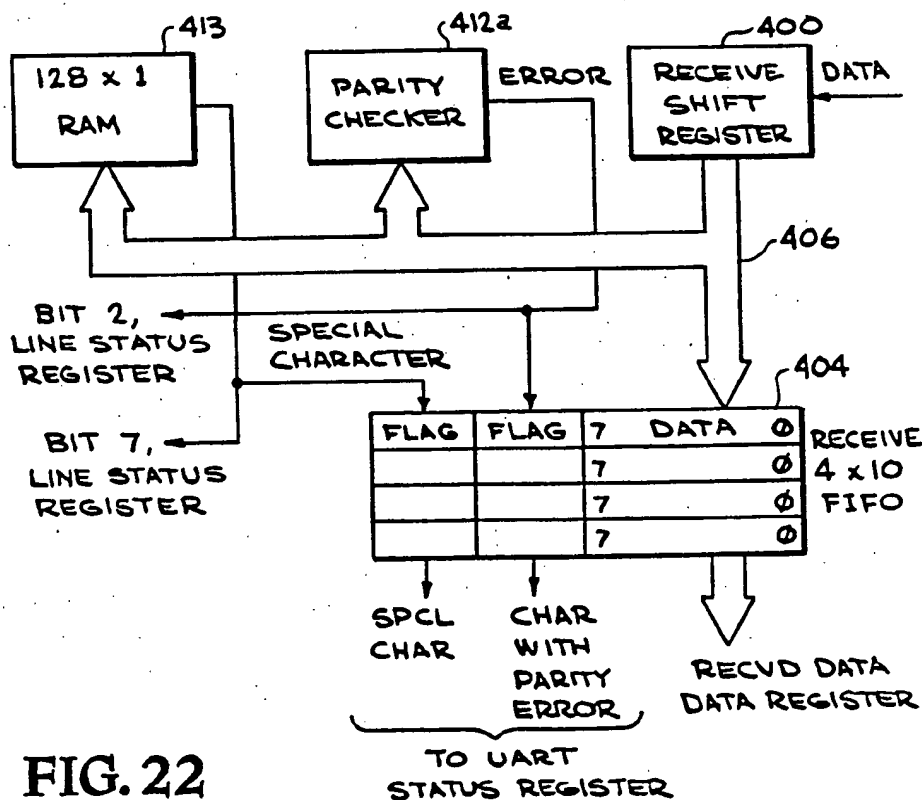 413
128 x 1
RAM
412a
PARITY
CHECKER
ERROR
400
RECEIVE
SHIFT
REGISTER
DATA
406
BIT 2,
LINE STATUS
REGISTER
SPECIAL
CHARACTER
BIT 7,
LINE STATUS
REGISTER
404
FLAG FLAG 7 DATA Ø
7 Ø
7 Ø
7 Ø
RECEIVE
4 x 10
FIFO
SPCL
CHAR
CHAR
WITH
PARITY
ERROR
RECVD DATA
DATA REGISTER
TO UART
STATUS REGISTER
FIG. 22